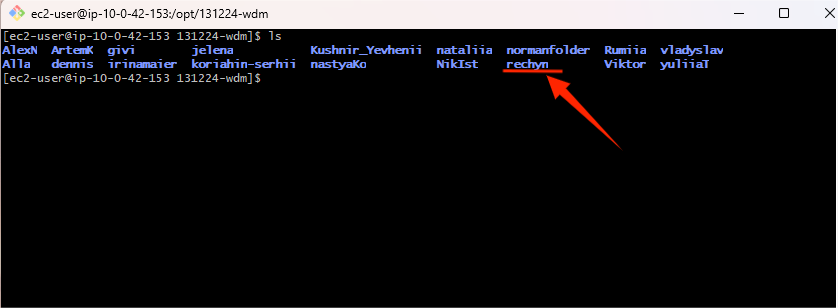 ec2-user@ip-10-0-42-153:/opt/131224-wdm
[ec2-user@ip-10-0-42-153 131224-wdm]$ ls
AlexN ArtemK givi jelena Kushnir_Yevhenii nataliia normanfolder Rumiia vladyslav
Alla dennis irinamaier koriahin-serhii nastyaKo NikIst rechyn Viktor yuliiaT
[ec2-user@ip-10-0-42-153 131224-wdm]$